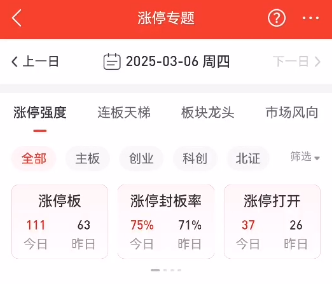 涨停专题
上一日 2025-03-06 周四 下一日
涨停强度 连板天梯 板块龙头 市场风向
全部 主板 创业 科创 北证 筛选
涨停板 涨停封板率 涨停打开
111 63 75% 71% 37 26
今日 昨日 今日 昨日 今日 昨日